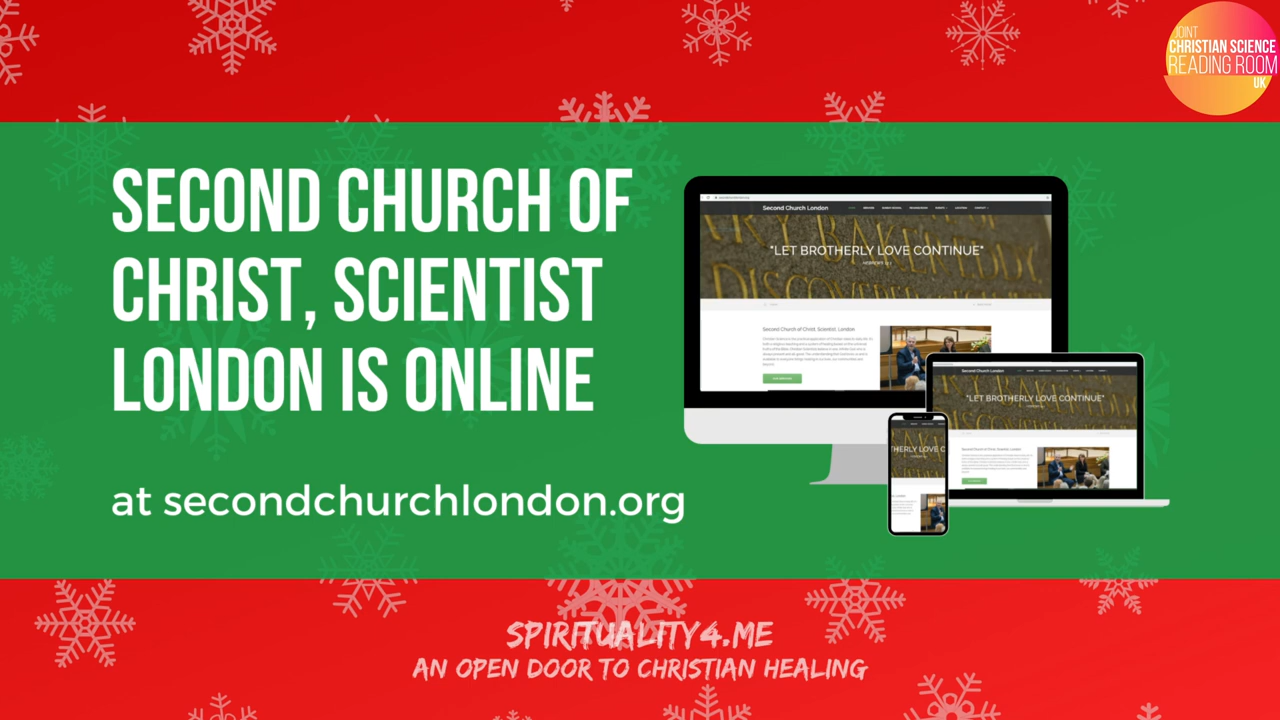 JOINT
CHRISTIAN SCIENCE
READING ROOM
UK
SECOND CHURCH OF
CHRIST, SCIENTIST
LONDON IS ONLINE
at secondchurchlondon.org
Second Church London
"LET BROTHERLY LOVE CONTINUE"
Second Church of Christ, Scientist, London
Second Church London
"LET BROTHERLY LOVE CONTINUE"
HERLY LOVE C
SPIRITUALITY4.ME
AN OPEN DOOR TO CHRISTIAN HEALING